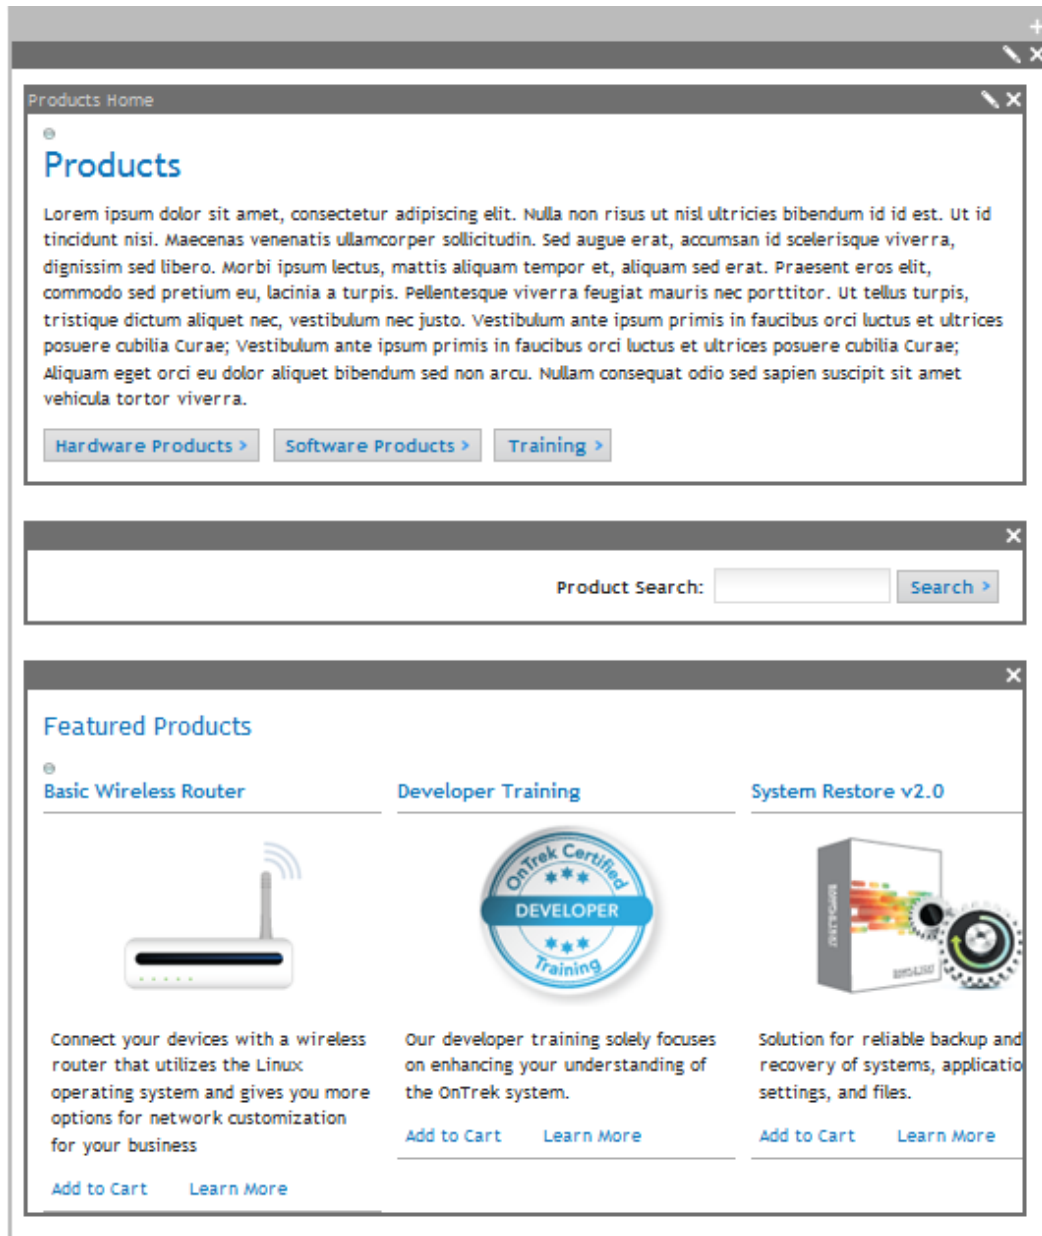 Products Home
Products
Lorem ipsum dolor sit amet, consectetur adipiscing elit. Nulla non risus ut nisl ultricies bibendum id id est. Ut id
tincidunt nisi. Maecenas venenatis ullamcorper sollicitudin. Sed augue erat, accumsan id scelerisque viverra,
dignissim sed libero. Morbi ipsum lectus, mattis aliquam tempor et, aliquam sed erat. Praesent eros elit,
commodo sed pretium eu, lacinia a turpis. Pellentesque viverra feugiat mauris nec porttitor. Ut tellus turpis,
tristique dictum aliquet nec, vestibulum nec justo. Vestibulum ante ipsum primis in faucibus orci luctus et ultrices
posuere cubilia Curae; Vestibulum ante ipsum primis in faucibus orci luctus et ultrices posuere cubilia Curae;
Aliquam eget orci eu dolor aliquet bibendum sed non arcu. Nullam consequat odio sed sapien suscipit sit amet
vehicula tortor viverra.
Hardware Products > Software Products > Training >
Product Search: Search >
Featured Products
Basic Wireless Router
Connect your devices with a wireless
router that utilizes the Linux
operating system and gives you more
options for network customization
for your business
Add to Cart Learn More
Developer Training
OnTrek Certified
DEVELOPER
Training
Our developer training solely focuses
on enhancing your understanding of
the OnTrek system.
Add to Cart Learn More
System Restore v2.0
Solution for reliable backup and
recovery of systems, applicatio
settings, and files.
Add to Cart Learn More